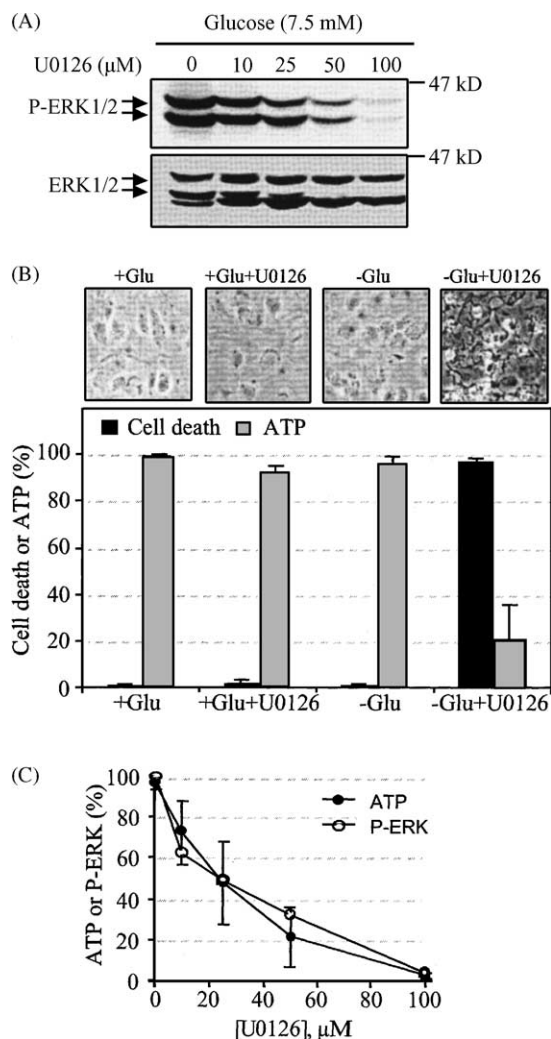 (A)
Glucose (7.5 mM)
U0126 (μM) 0 10 25 50 100
47 kD
P-ERK1/2
47 kD
ERK1/2
(B)
+Glu +Glu+U0126 -Glu -Glu+U0126
Cell death ATP
Cell death or ATP (%)
100
80
60
40
20
0
+Glu +Glu+U0126 -Glu -Glu+U0126
(C)
ATP or P-ERK (%)
100
80
60
40
20
0
ATP
P-ERK
0 20 40 60 80 100
[U0126], μM